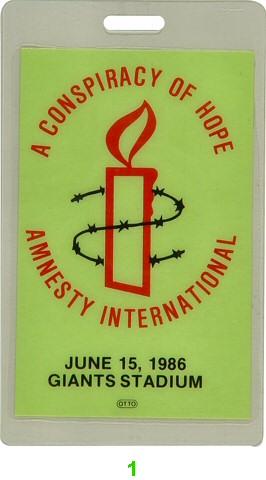 A CONSPIRACY OF HOPE
AMNESTY INTERNATIONAL
JUNE 15, 1986
GIANTS STADIUM
OTTO
1